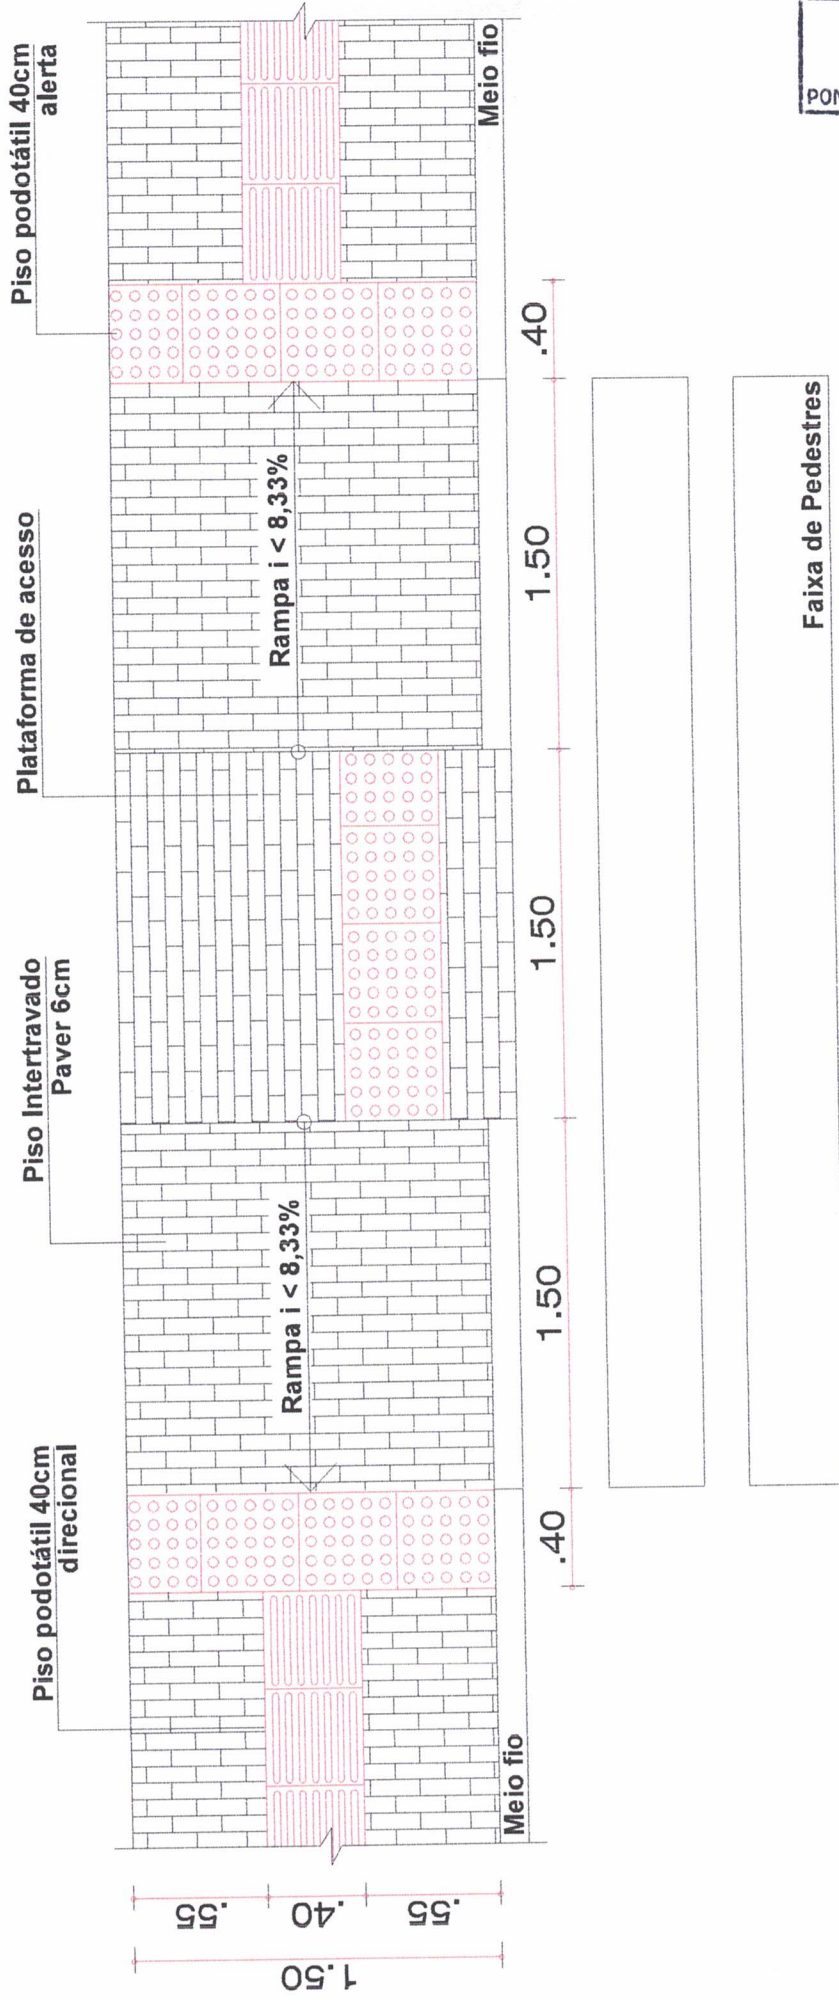 Piso podotátil 40cm
direcional
Piso Intertravado
Paver 6cm
Plataforma de acesso
Piso podotátil 40cm
alerta
Rampa i < 8,33%
Rampa i < 8,33%
Meio fio
Meio fio
.55
.40
.55
1.50
.40
1.50
1.50
1.50
.40
Faixa de Pedestres